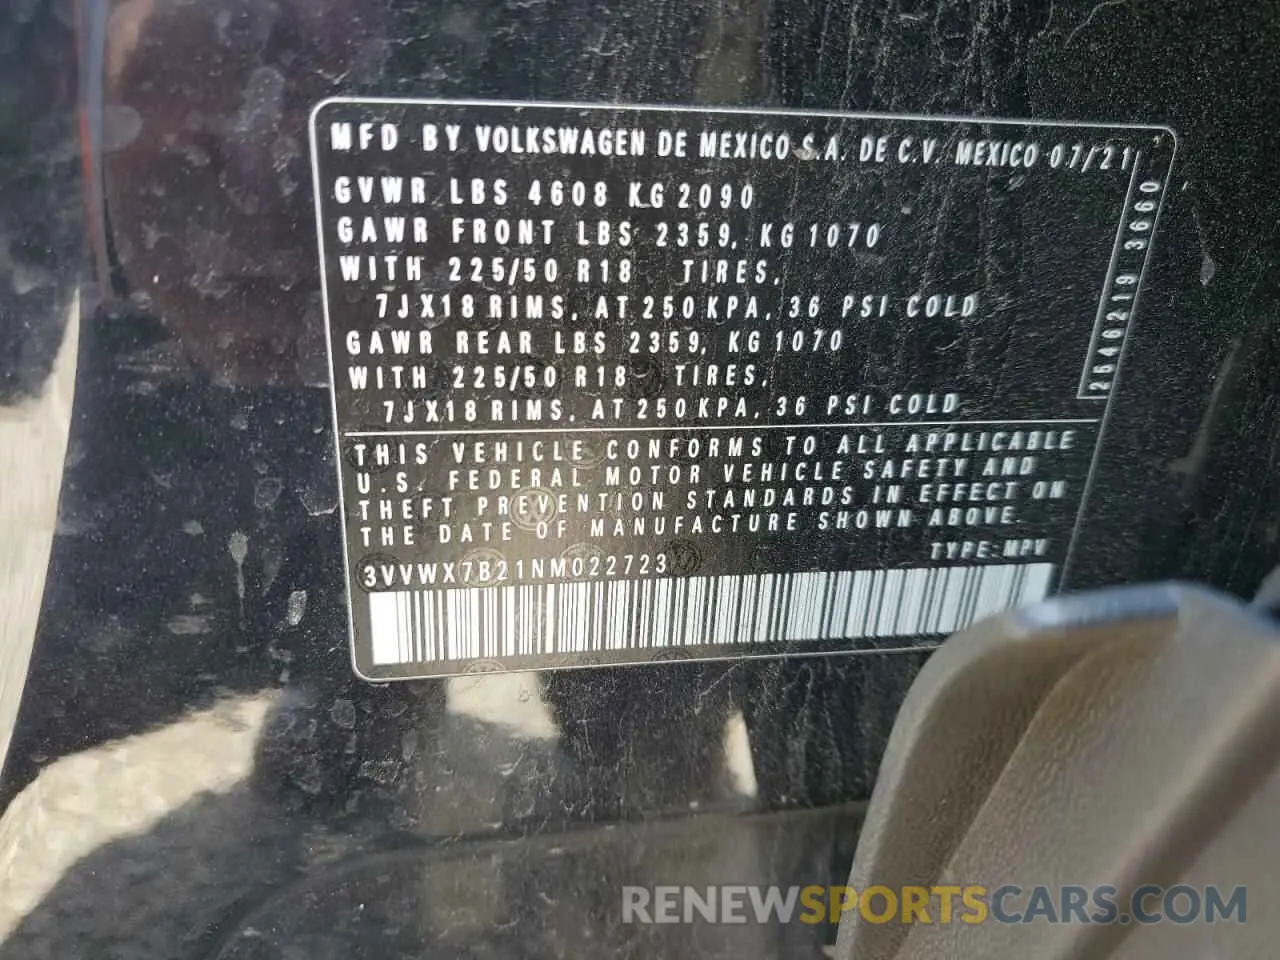 MFD BY VOLKSWAGEN DE MEXICO S.A. DE C.V. MEXICO 07/21
GVWR LBS 4608 KG 2090
GAWR FRONT LBS 2359, KG 1070
WITH 225/50 R18 TIRES,
7JX18 RIMS, AT 250 KPA, 36 PSI COLD
GAWR REAR LBS 2359, KG 1070
WITH 225/50 R18 TIRES,
7JX18 RIMS, AT 250 KPA, 36 PSI COLD
2646219 3660
THIS VEHICLE CONFORMS TO ALL APPLICABLE
U.S. FEDERAL MOTOR VEHICLE SAFETY AND
THEFT PREVENTION STANDARDS IN EFFECT ON
THE DATE OF MANUFACTURE SHOWN ABOVE.
TYPE: MPV
3VVWX7B21NM022723
RENEWSPORTSCARS.COM